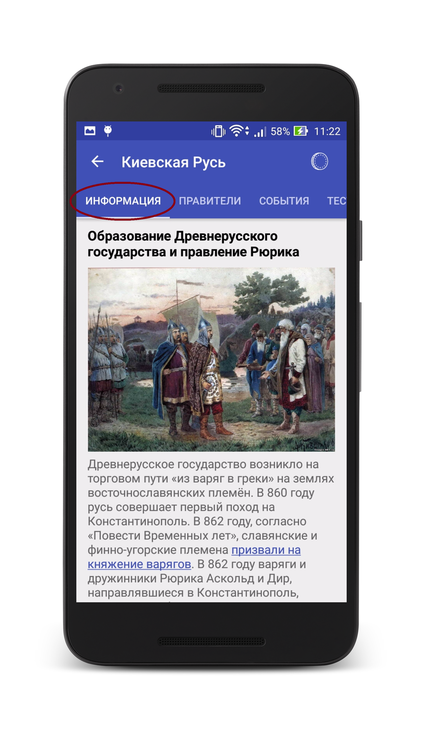 58% 11:22
Киевская Русь
ИНФОРМАЦИЯ ПРАВИТЕЛИ СОБЫТИЯ ТЕС
Образование Древнерусского
государства и правление Рюрика
Древнерусское государство возникло на
торговом пути «из варяг в греки» на землях
восточнославянских племён. В 860 году
русь совершает первый поход на
Константинополь. В 862 году, согласно
«Повести Временных лет», славянские и
финно-угорские племена призвали на
княжение варягов. В 862 году варяги и
дружинники Рюрика Аскольд и Дир,
направлявшиеся в Константинополь,